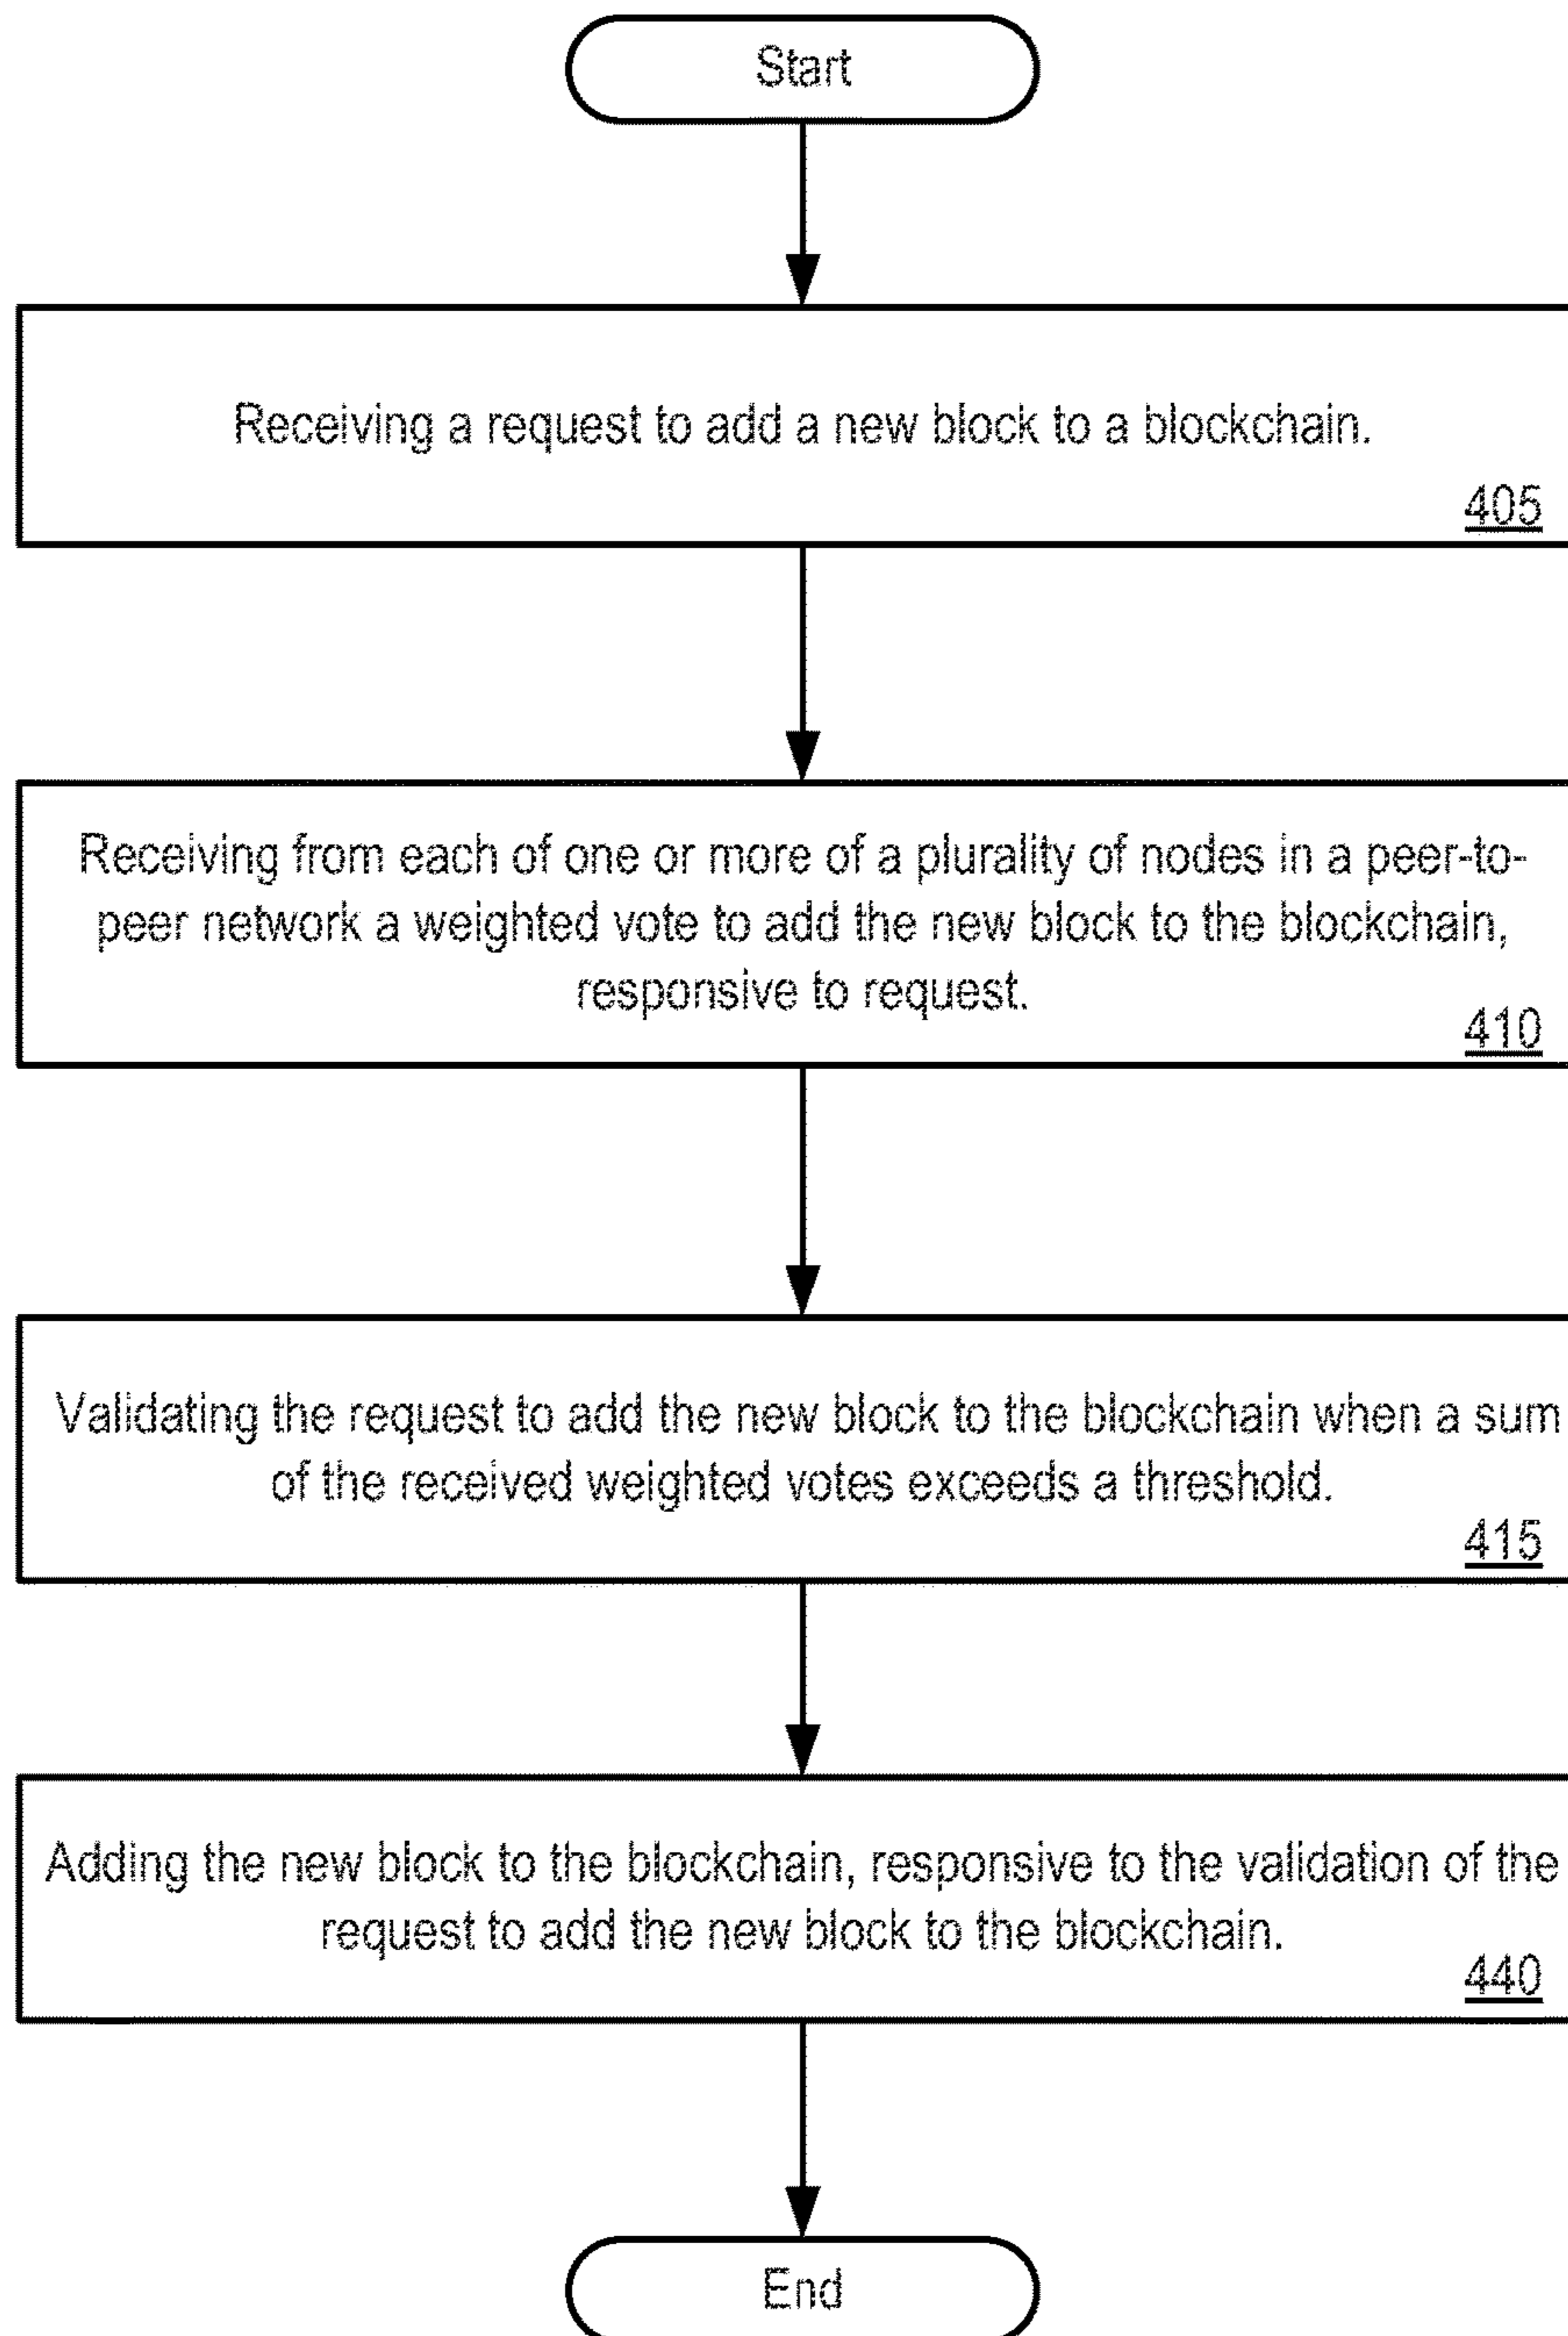 Start
Receiving a request to add a new block to a blockchain.
405
Receiving from each of one or more of a plurality of nodes in a peer-to-
peer network a weighted vote to add the new block to the blockchain,
responsive to request.
410
Validating the request to add the new block to the blockchain when a sum
of the received weighted votes exceeds a threshold.
415
Adding the new block to the blockchain, responsive to the validation of the
request to add the new block to the blockchain.
440
End